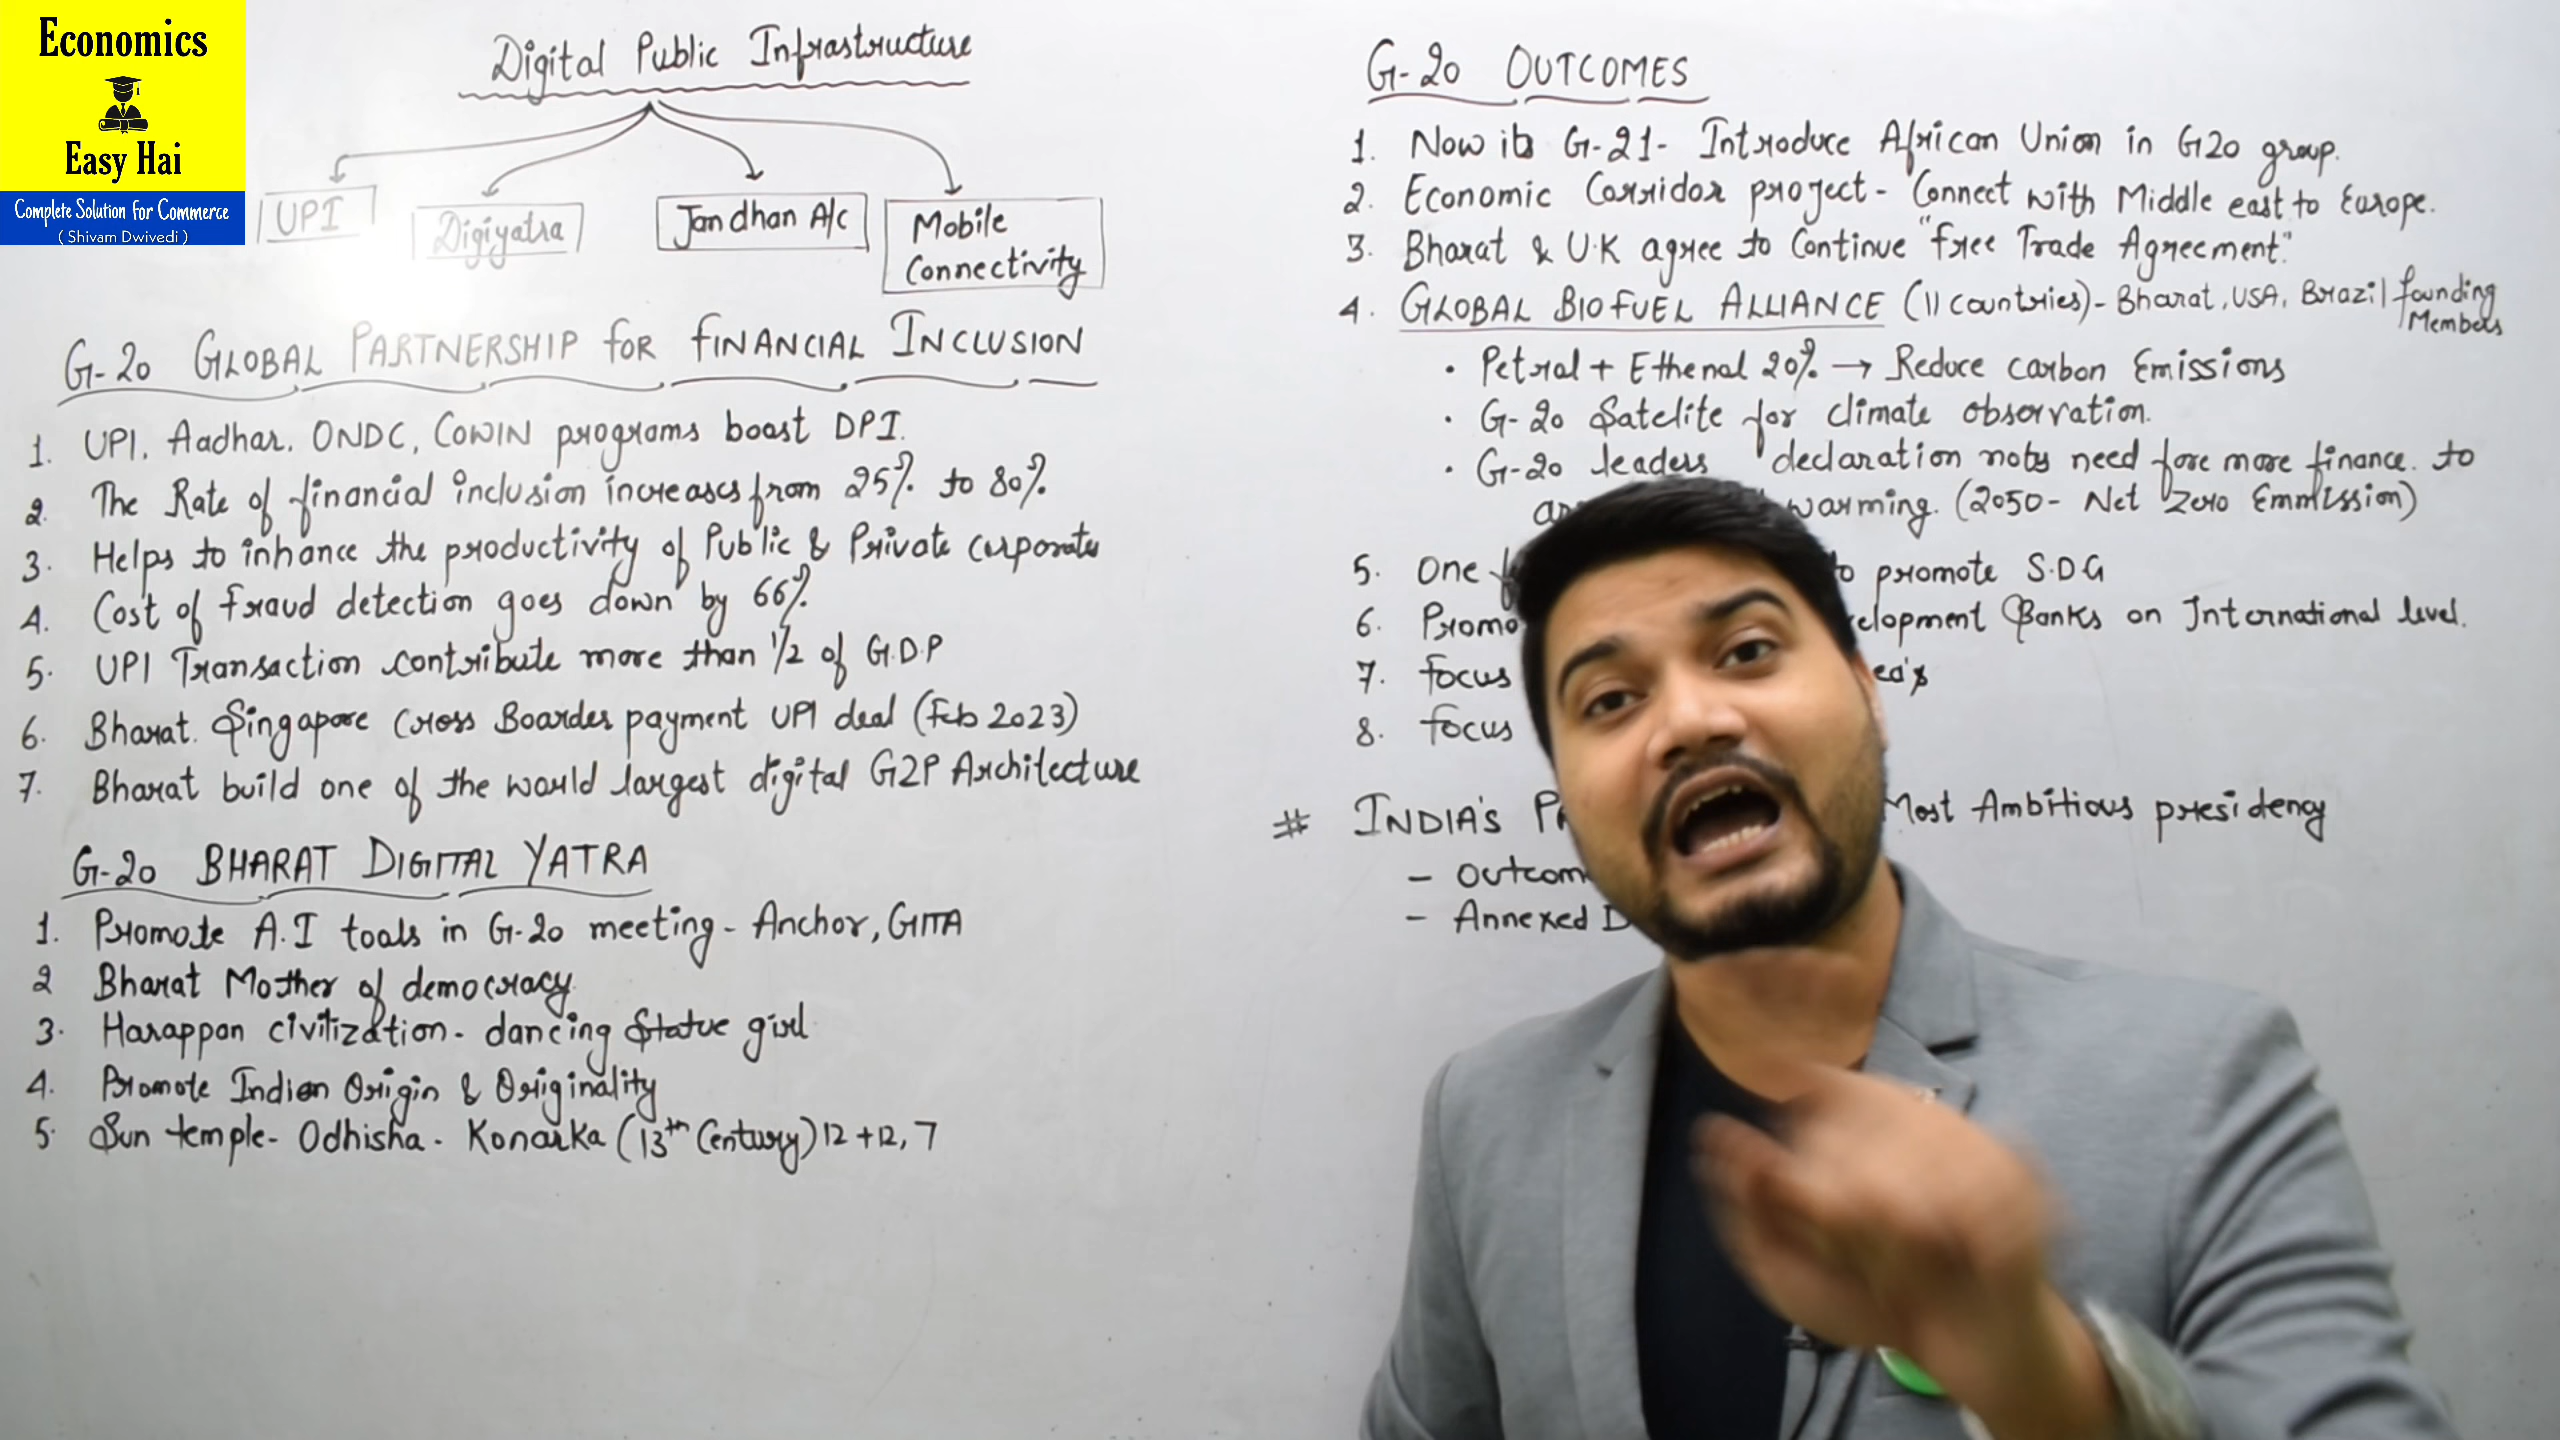 Economics
Easy Hai
Complete Solution for Commerce
( Shivam Dwivedi )
Digital Public Infrastructure
UPI
Digiyatra
Jandhan A/c
Mobile
Connectivity
G-20 GLOBAL PARTNERSHIP FOR FINANCIAL INCLUSION
1. UPI, Aadhar, ONDC, COWIN programs boost DPI.
2. The Rate of financial inclusion increases from 25% to 80%
3. Helps to inhance the productivity of Public & Private corporates
4. Cost of fraud detection goes down by 66%
5. UPI Transaction contribute more than 1/2 of G.D.P
6. Bharat. Singapore Cross Boarder payment UPI deal (Feb 2023)
7. Bharat build one of the world largest digital G2P Architecture
G-20 BHARAT DIGITAL YATRA
1. Promote A.I tools in G-20 meeting - Anchor, GITA
2 Bharat Mother of democracy
3. Harappan civilization - dancing Statue girl
4. Promote Indian Origin & Originality
5. Sun temple - Odhisha - Konarka (13th Century) 12 + 12, 7
G-20 OUTCOMES
1. Now its G-21 - Introduce African Union in G20 group.
2. Economic Corridor project - Connect with Middle east to Europe.
3. Bharat & U.K agree to Continue "free Trade Agreement."
4. GLOBAL BIOFUEL ALLIANCE (11 countries) - Bharat, USA, Brazil founding Members
• Petrol + Ethenol 20% → Reduce carbon Emissions
• G-20 Satelite for climate observation.
• G-20 leaders declaration notes need fore more finance. to
warming. (2050 - Net Zero Emmission)
5. One to promote S.D.G
6. Promo elopment Banks on International level.
7. focus
8. focus
# INDIA'S Most Ambitious presidency
- Outcom
- Annexed D